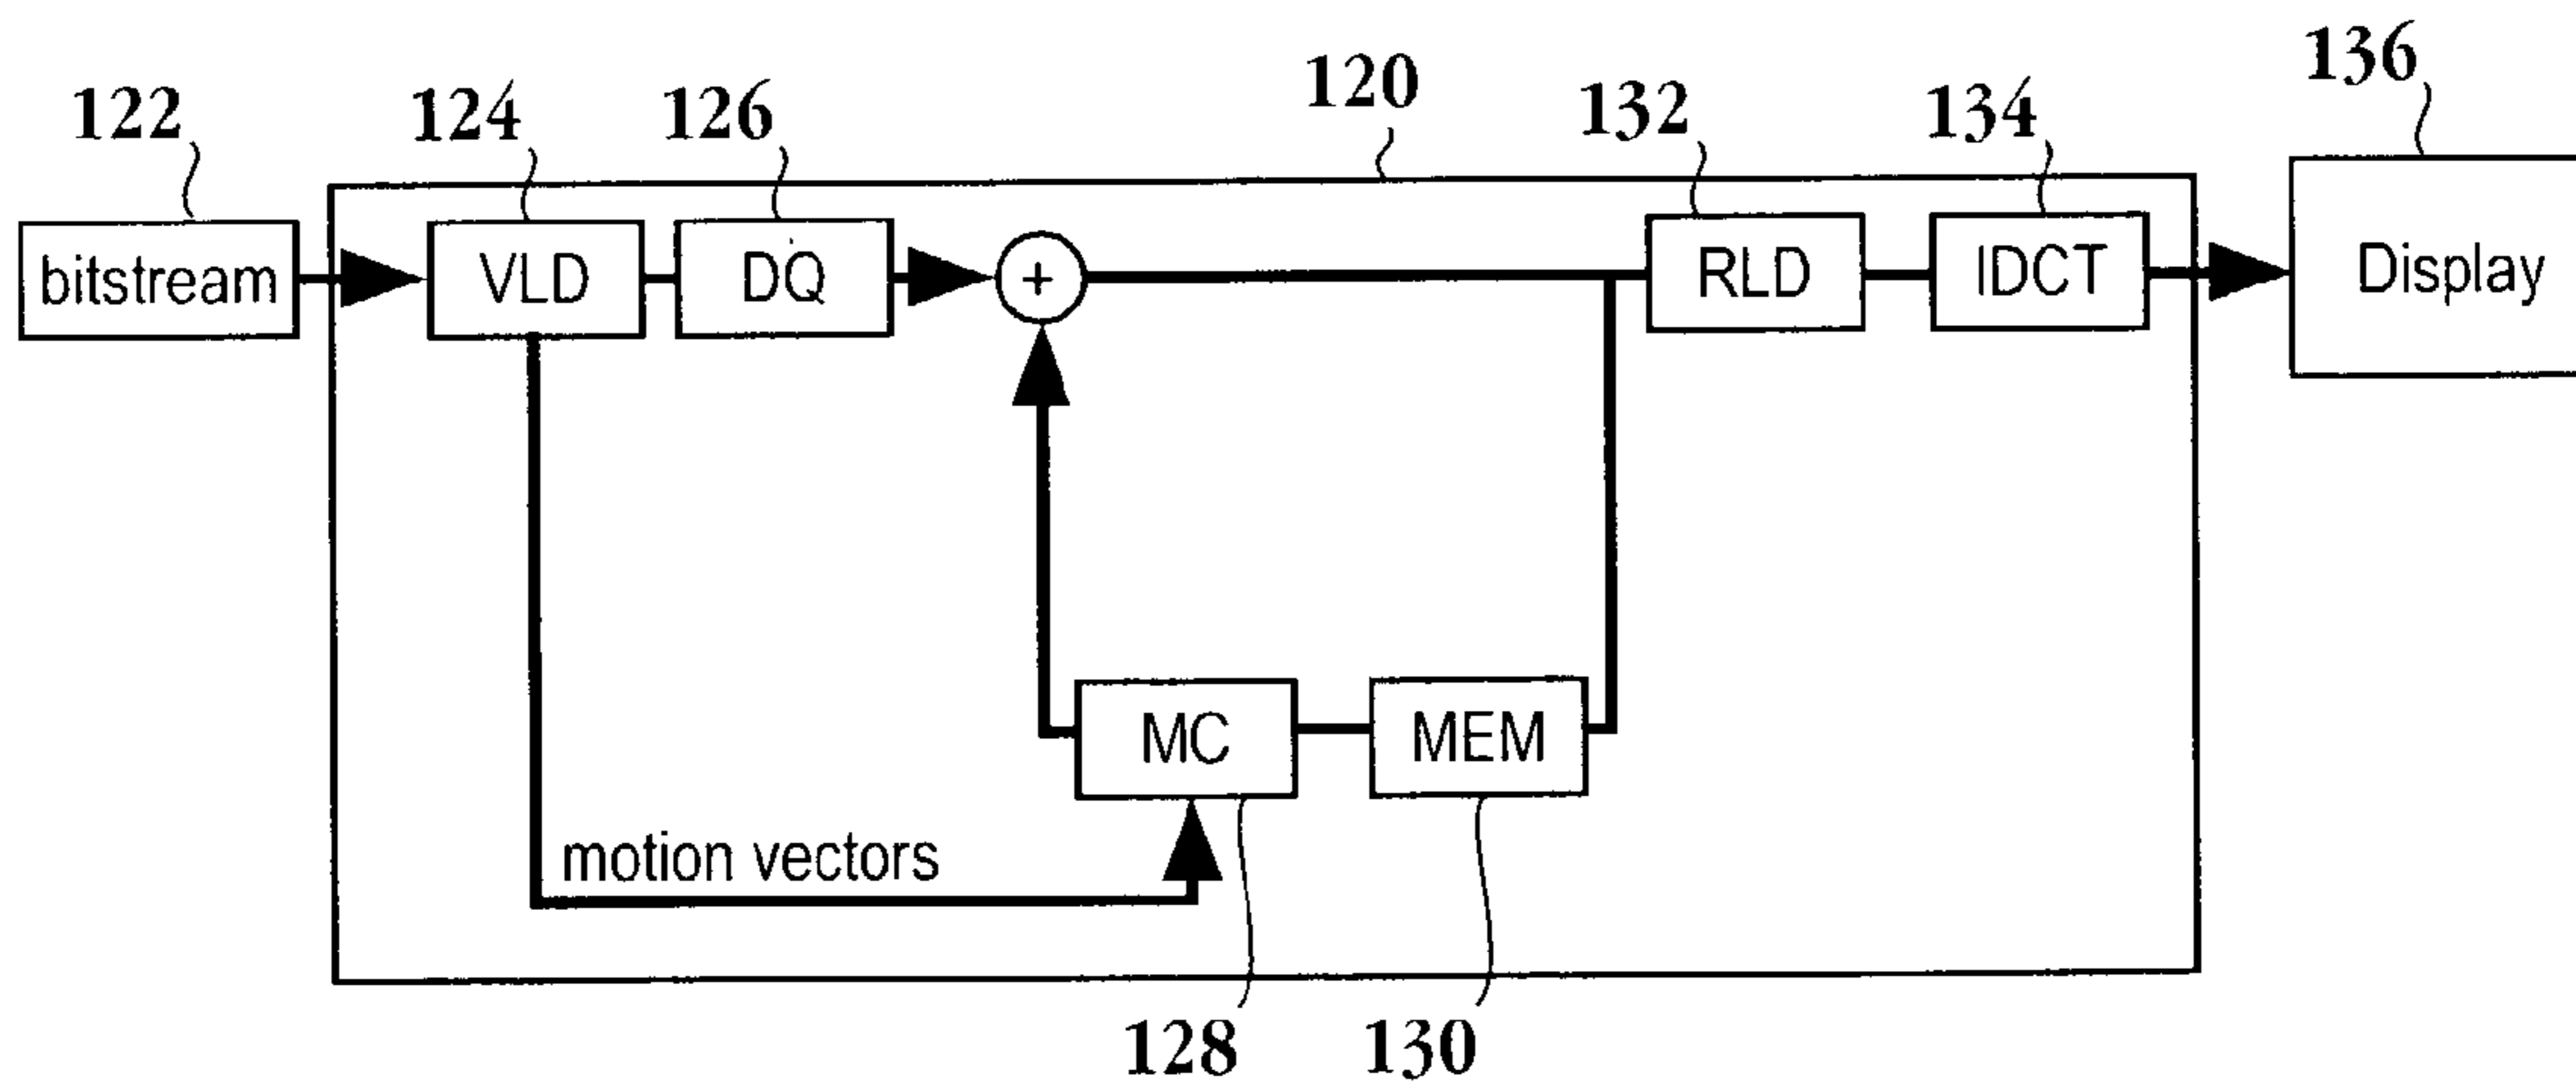 120
136
122
124
126
132
134
bitstream
VLD
DQ
+
RLD
IDCT
Display
MC
MEM
motion vectors
128
130